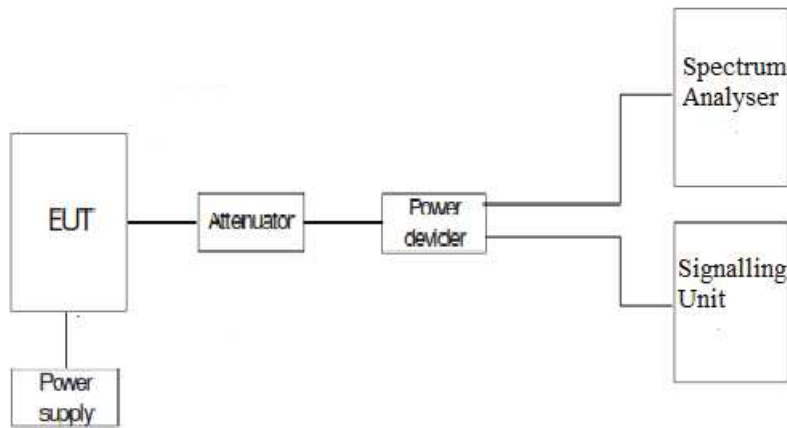 EUT
Power
supply
Attenuator
Power
devider
Spectrum
Analyser
Signalling
Unit